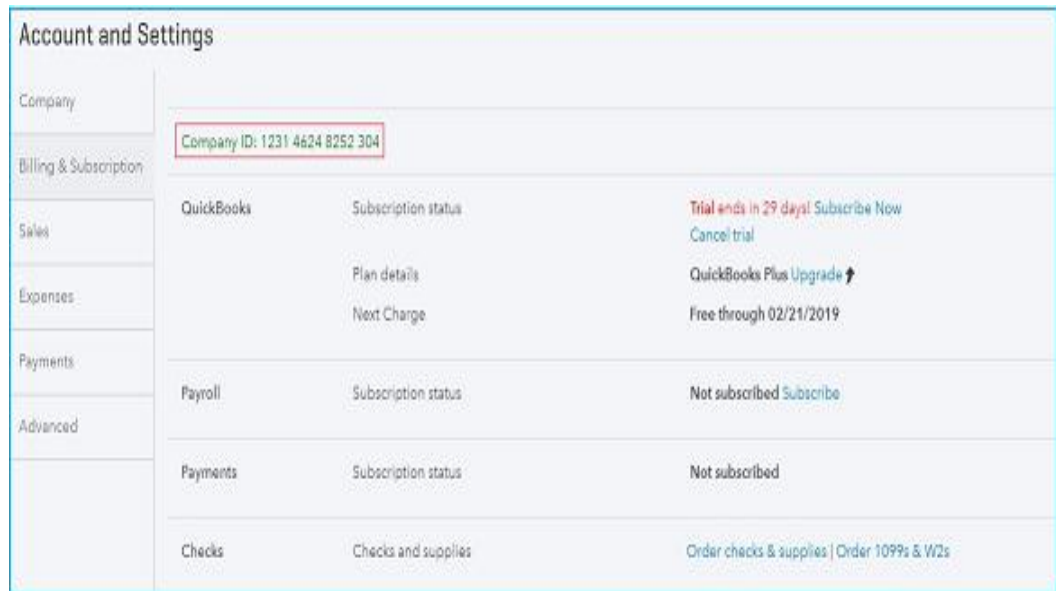 Account and Settings
Company
Billing & Subscription
Sales
Expenses
Payments
Advanced
Company ID: 1231 4624 8252 304
QuickBooks Subscription status Trial ends in 29 days! Subscribe Now
Cancel trial
Plan details QuickBooks Plus Upgrade
Next Charge Free through 02/21/2019
Payroll Subscription status Not subscribed Subscribe
Payments Subscription status Not subscribed
Checks Checks and supplies Order checks & supplies | Order 1099s & W2s